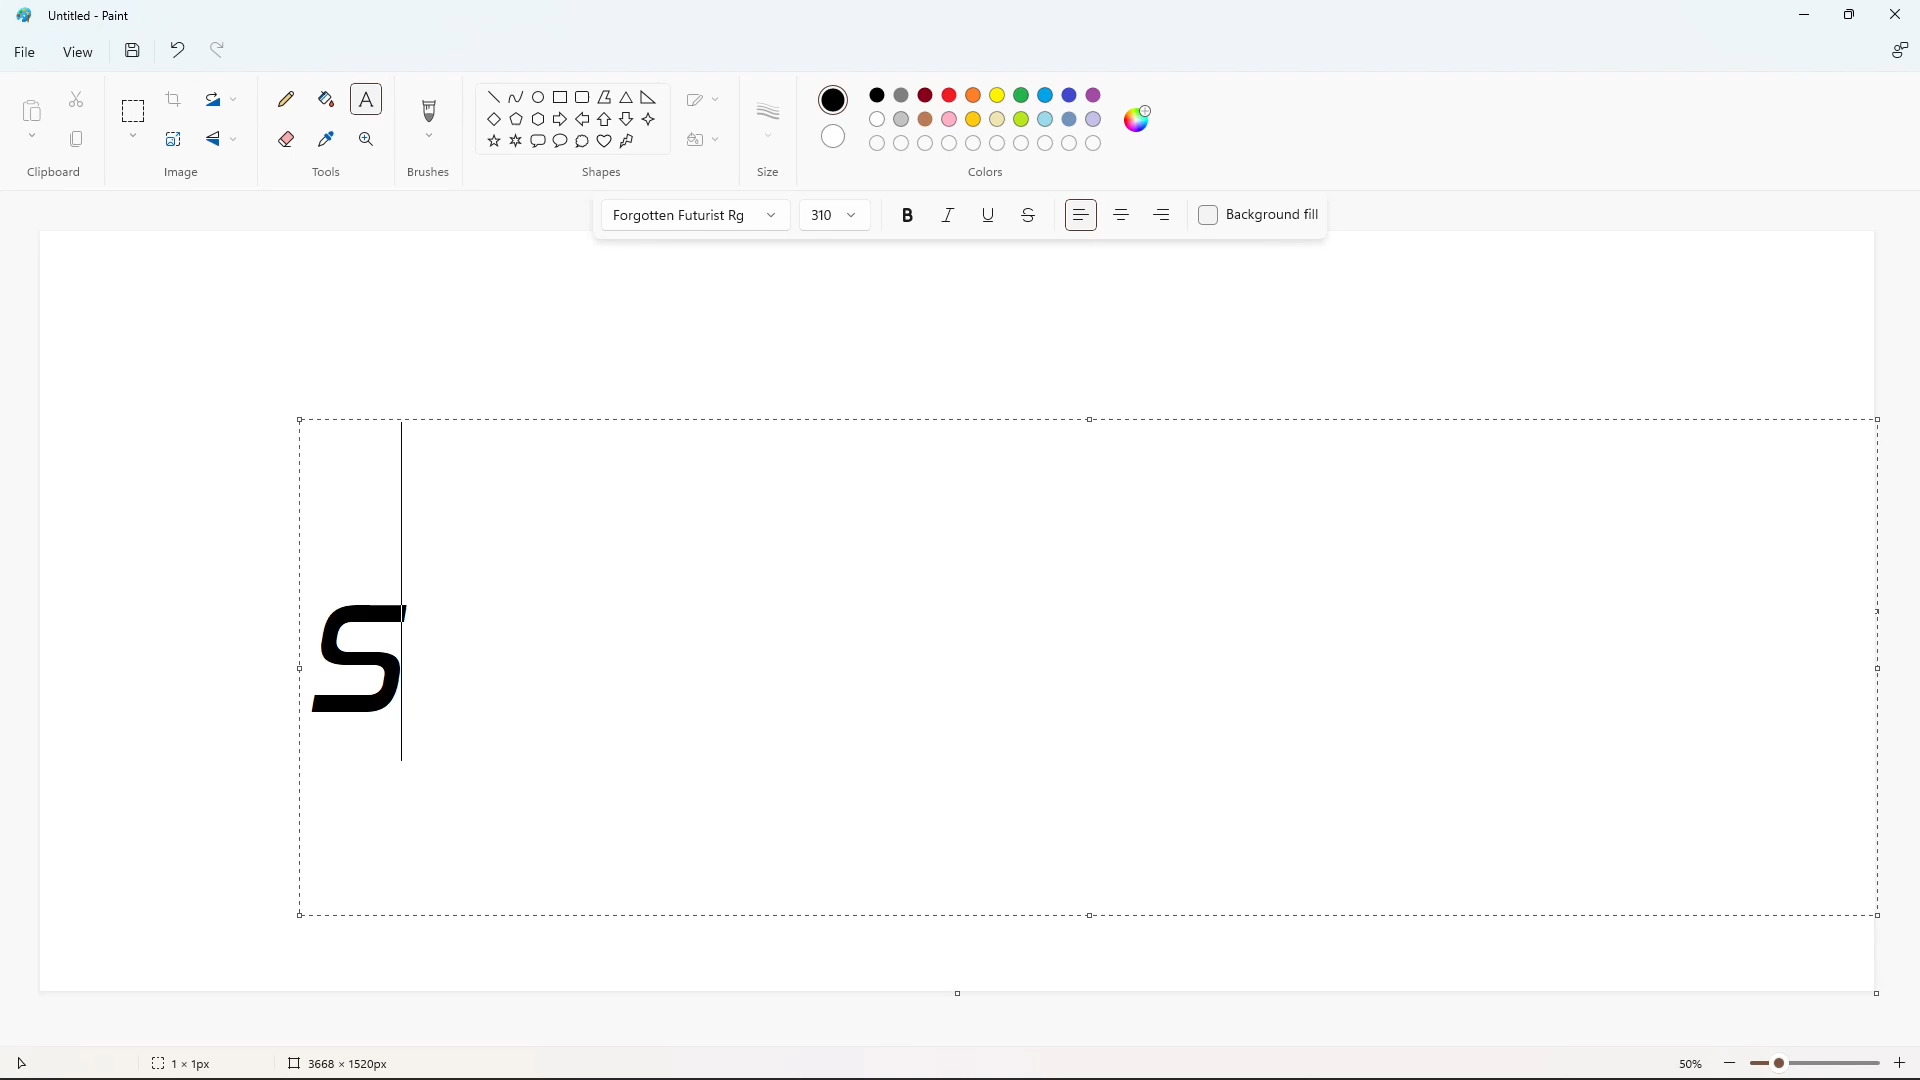 Untitled - Paint
File View
Clipboard
Image
A
Tools
Brushes
Shapes
Size
Colors
Forgotten Futurist Rg 310 B I U S Background fill
S
1 × 1px 3668 × 1520px 50%